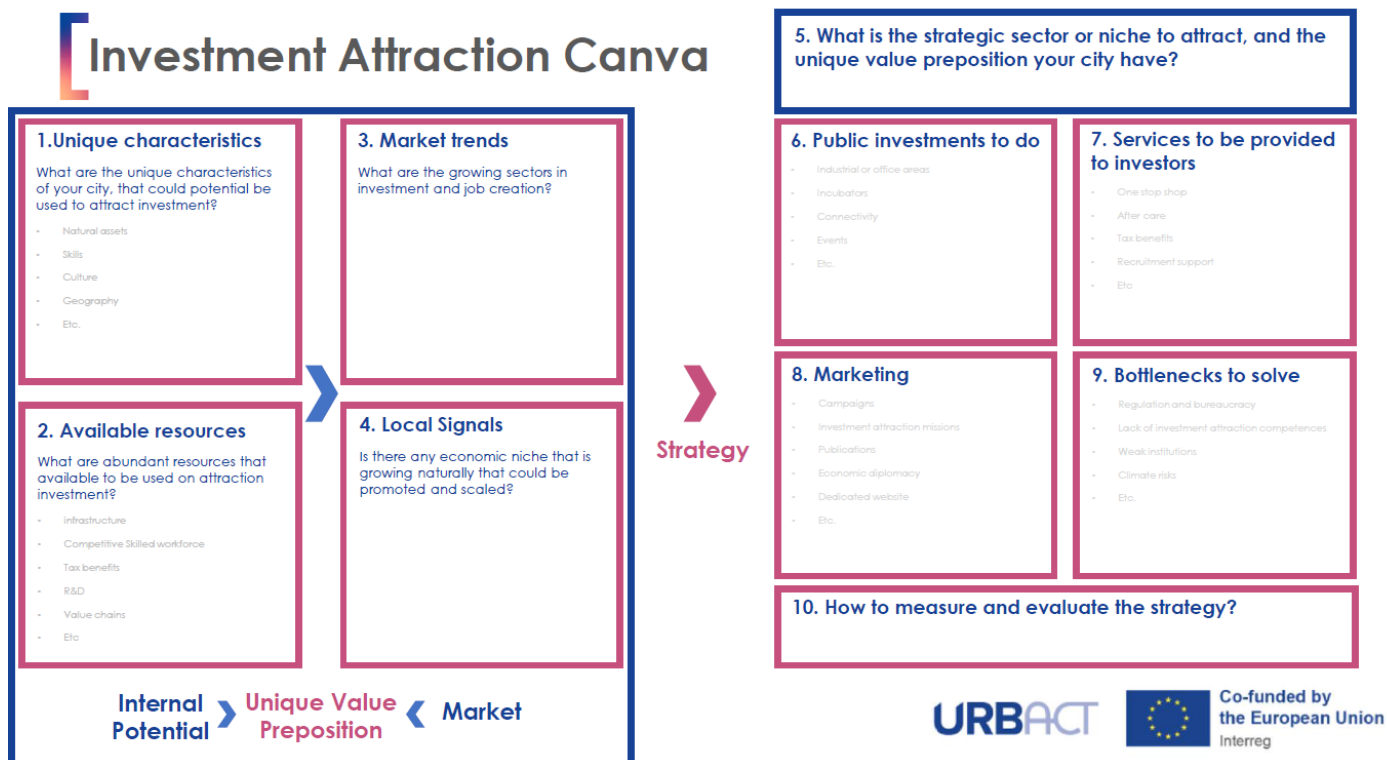 Investment Attraction Canva
1.Unique characteristics
What are the unique characteristics
of your city, that could potential be
used to attract investment?
- Natural assets
- Skills
- Culture
- Geography
- Etc.
2. Available resources
What are abundant resources that
available to be used on attraction
investment?
- infrastructure
- Competitive Skilled workforce
- Tax benefits
- R&D
- Value chains
- Etc
3. Market trends
What are the growing sectors in
investment and job creation?
4. Local Signals
Is there any economic niche that is
growing naturally that could be
promoted and scaled?
Internal
Potential
Unique Value
Preposition
Market
Strategy
5. What is the strategic sector or niche to attract, and the
unique value preposition your city have?
6. Public investments to do
- Industrial or office areas
- Incubators
- Connectivity
- Events
- Etc.
7. Services to be provided
to investors
- One stop shop
- After care
- Tax benefits
- Recruitment support
- Etc
8. Marketing
- Campaigns
- Investment attraction missions
- Publications
- Economic diplomacy
- Dedicated website
- Etc.
9. Bottlenecks to solve
- Regulation and bureaucracy
- Lack of investment attraction competences
- Weak institutions
- Climate risks
- Etc.
10. How to measure and evaluate the strategy?
URBACT
Co-funded by
the European Union
Interreg